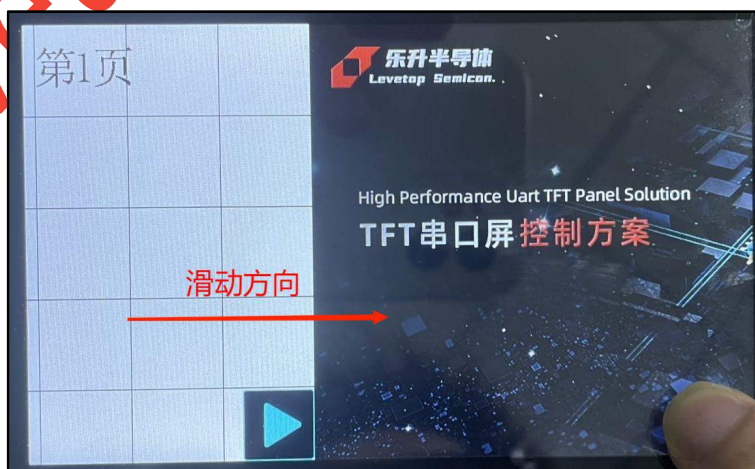 第1页
乐升半导体
Levetop Semicon.
High Performance Uart TFT Panel Solution
TFT串口屏控制方案
滑动方向